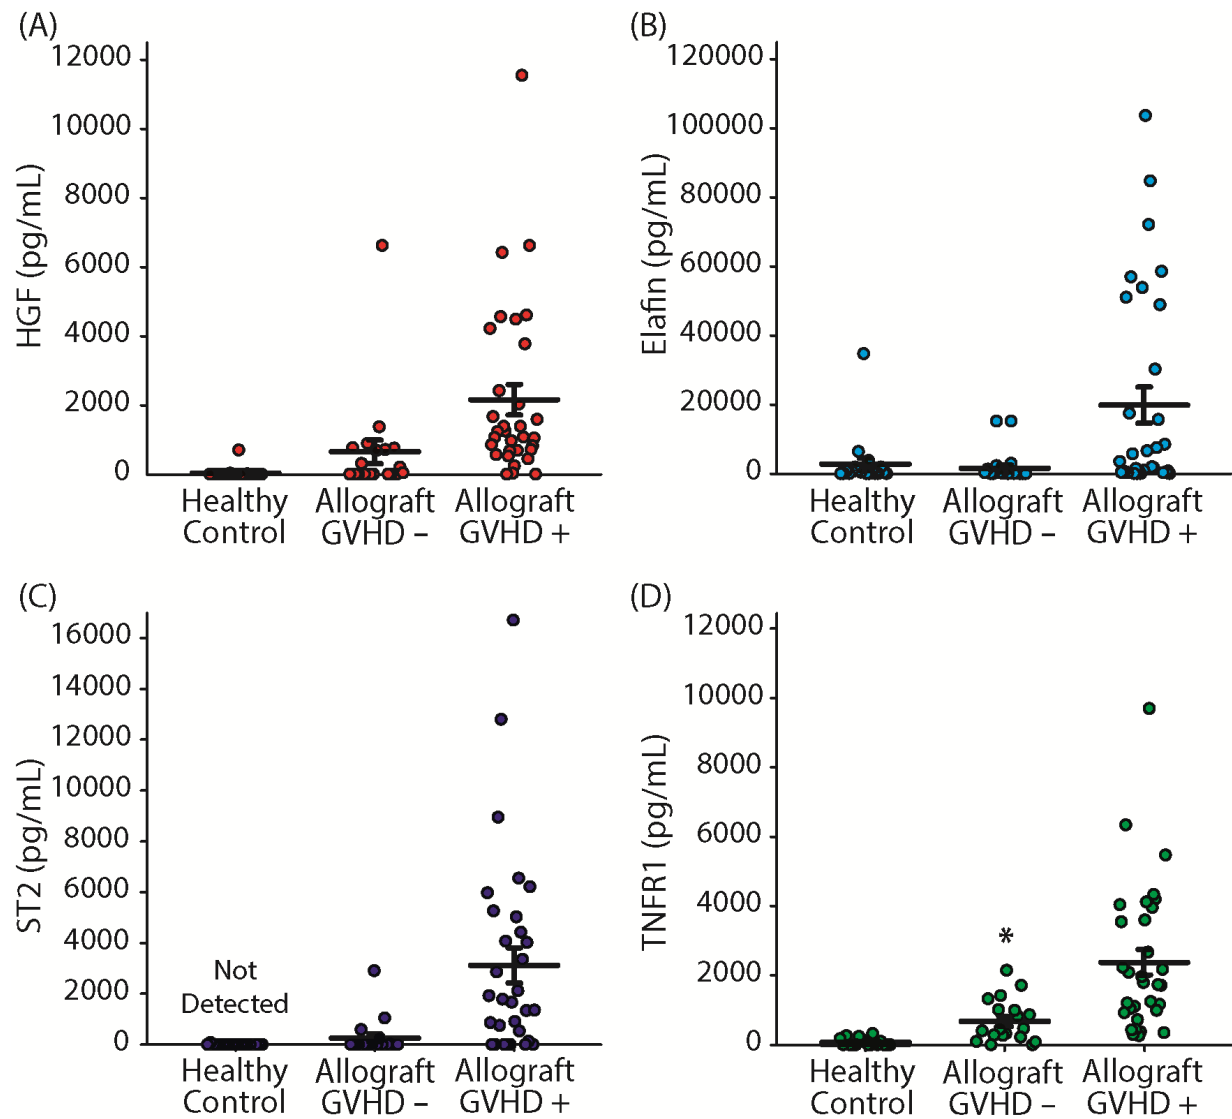 (A)
HGF (pg/mL)
12000
10000
8000
6000
4000
2000
0
Healthy
Control
Allograft
GVHD –
Allograft
GVHD +
(B)
Elafin (pg/mL)
120000
100000
80000
60000
40000
20000
0
Healthy
Control
Allograft
GVHD –
Allograft
GVHD +
(C)
ST2 (pg/mL)
16000
14000
12000
10000
8000
6000
4000
2000
0
Not
Detected
Healthy
Control
Allograft
GVHD –
Allograft
GVHD +
(D)
TNFR1 (pg/mL)
12000
10000
8000
6000
4000
2000
0
*
Healthy
Control
Allograft
GVHD –
Allograft
GVHD +